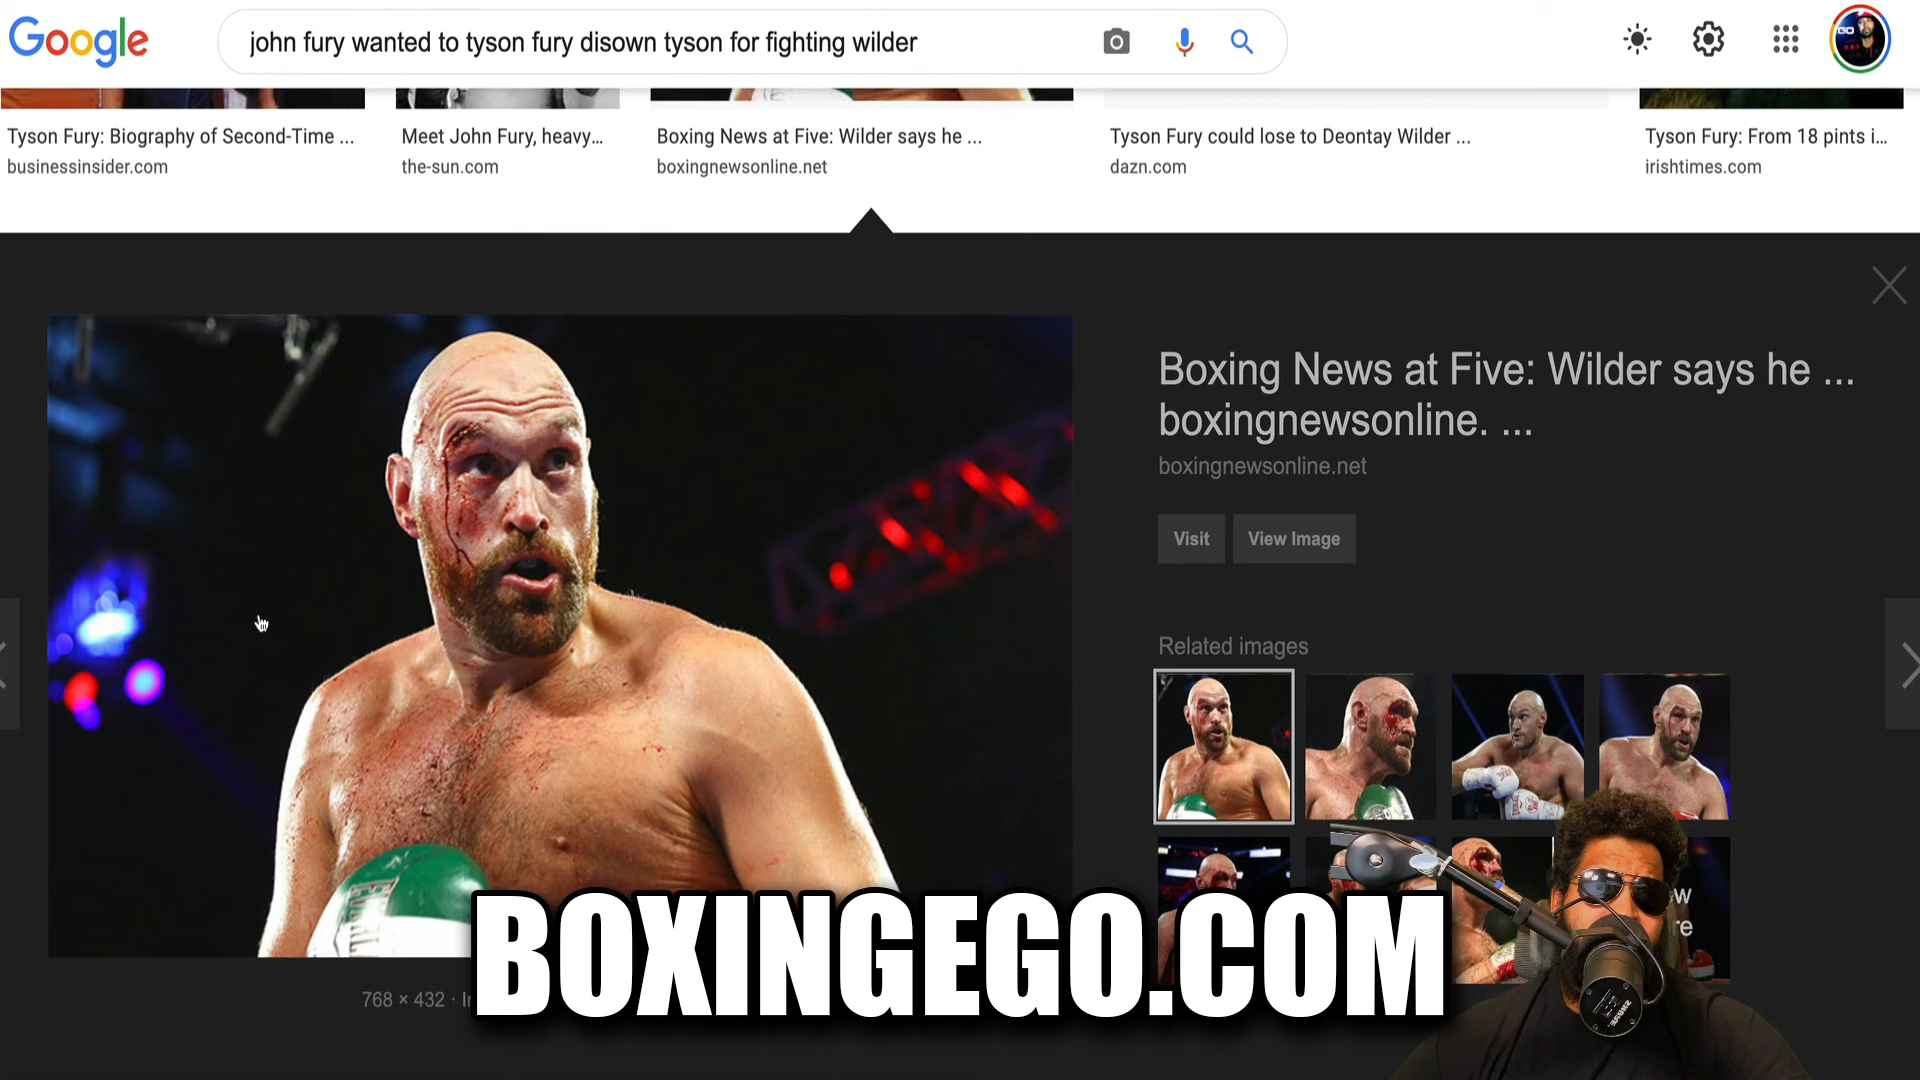 Google
john fury wanted to tyson fury disown tyson for fighting wilder
GO
Tyson Fury: Biography of Second-Time ...
businessinsider.com
Meet John Fury, heavy...
the-sun.com
Boxing News at Five: Wilder says he ...
boxingnewsonline.net
Tyson Fury could lose to Deontay Wilder ...
dazn.com
Tyson Fury: From 18 pints i...
irishtimes.com
Boxing News at Five: Wilder says he ...
boxingnewsonline. ...
boxingnewsonline.net
Visit
View Image
Related images
768 × 432 ·
BOXINGEGO.COM